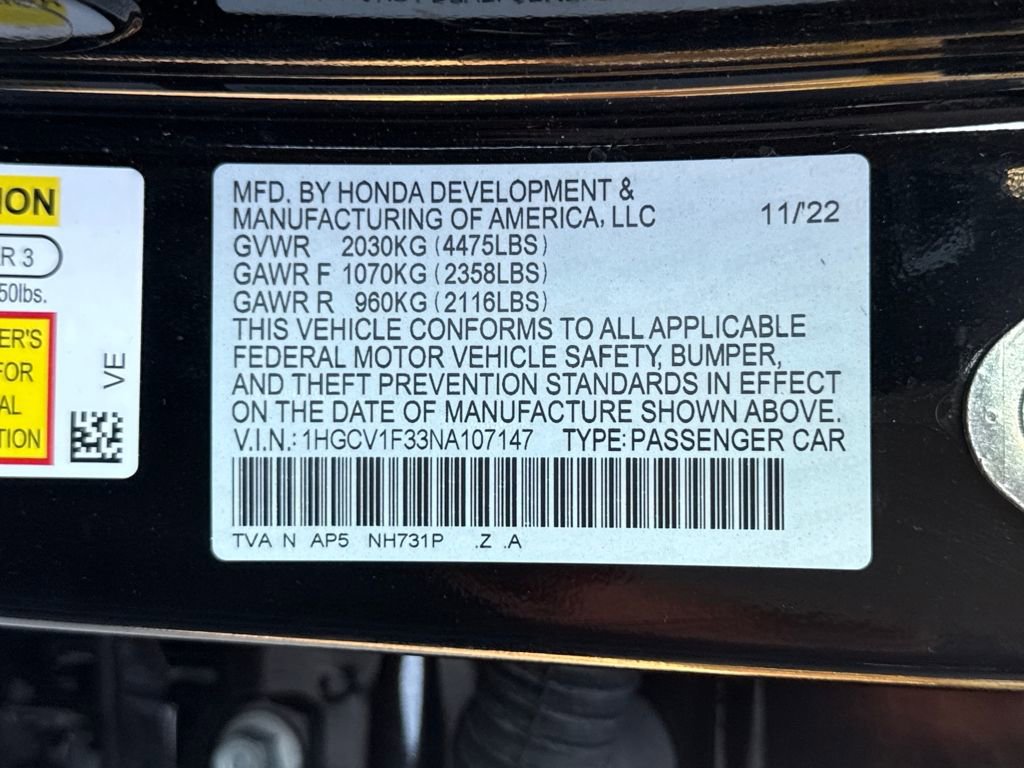 MFD. BY HONDA DEVELOPMENT &
MANUFACTURING OF AMERICA, LLC 11/'22
GVWR 2030KG (4475LBS)
GAWR F 1070KG (2358LBS)
GAWR R 960KG (2116LBS)
THIS VEHICLE CONFORMS TO ALL APPLICABLE
FEDERAL MOTOR VEHICLE SAFETY, BUMPER,
AND THEFT PREVENTION STANDARDS IN EFFECT
ON THE DATE OF MANUFACTURE SHOWN ABOVE.
V.I.N.: 1HGCV1F33NA107147 TYPE: PASSENGER CAR
TVA N AP5 NH731P .Z .A
ION
R 3
50lbs.
ER'S
FOR
AL
TION
VE